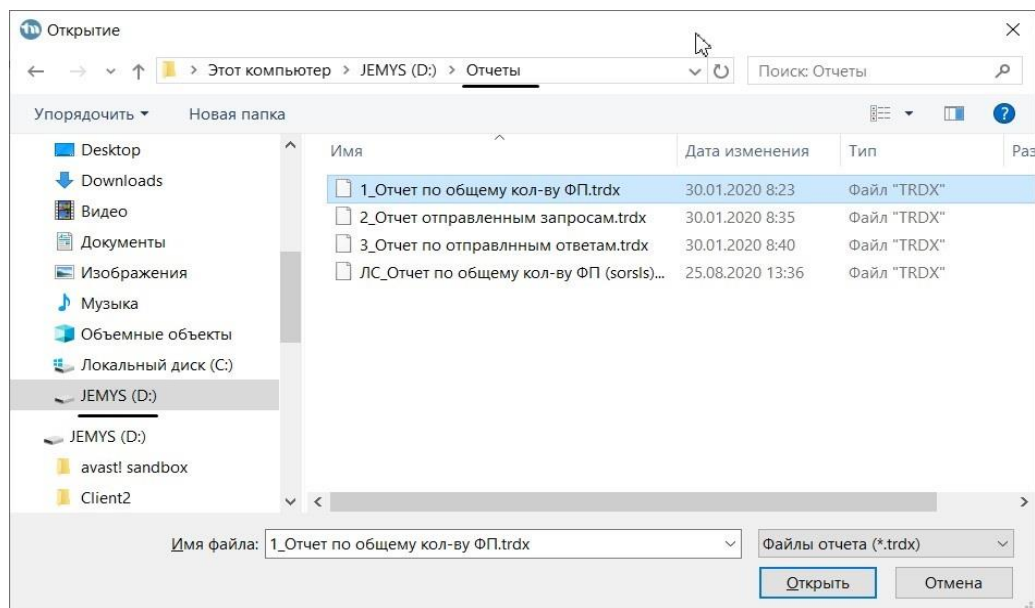 Открытие
Этот компьютер > JEMYS (D:) > Отчеты
Поиск: Отчеты
Упорядочить
Новая папка
Desktop
Downloads
Видео
Документы
Изображения
Музыка
Объемные объекты
Локальный диск (C:)
JEMYS (D:)
JEMYS (D:)
avast! sandbox
Client2
Имя Дата изменения Тип Раз
1_Отчет по общему кол-ву ФП.trdx 30.01.2020 8:23 Файл "TRDX"
2_Отчет отправленным запросам.trdx 30.01.2020 8:35 Файл "TRDX"
3_Отчет по отправлнным ответам.trdx 30.01.2020 8:40 Файл "TRDX"
ЛС_Отчет по общему кол-ву ФП (sorsls)... 25.08.2020 13:36 Файл "TRDX"
Имя файла: 1_Отчет по общему кол-ву ФП.trdx
Файлы отчета (*.trdx)
Открыть
Отмена